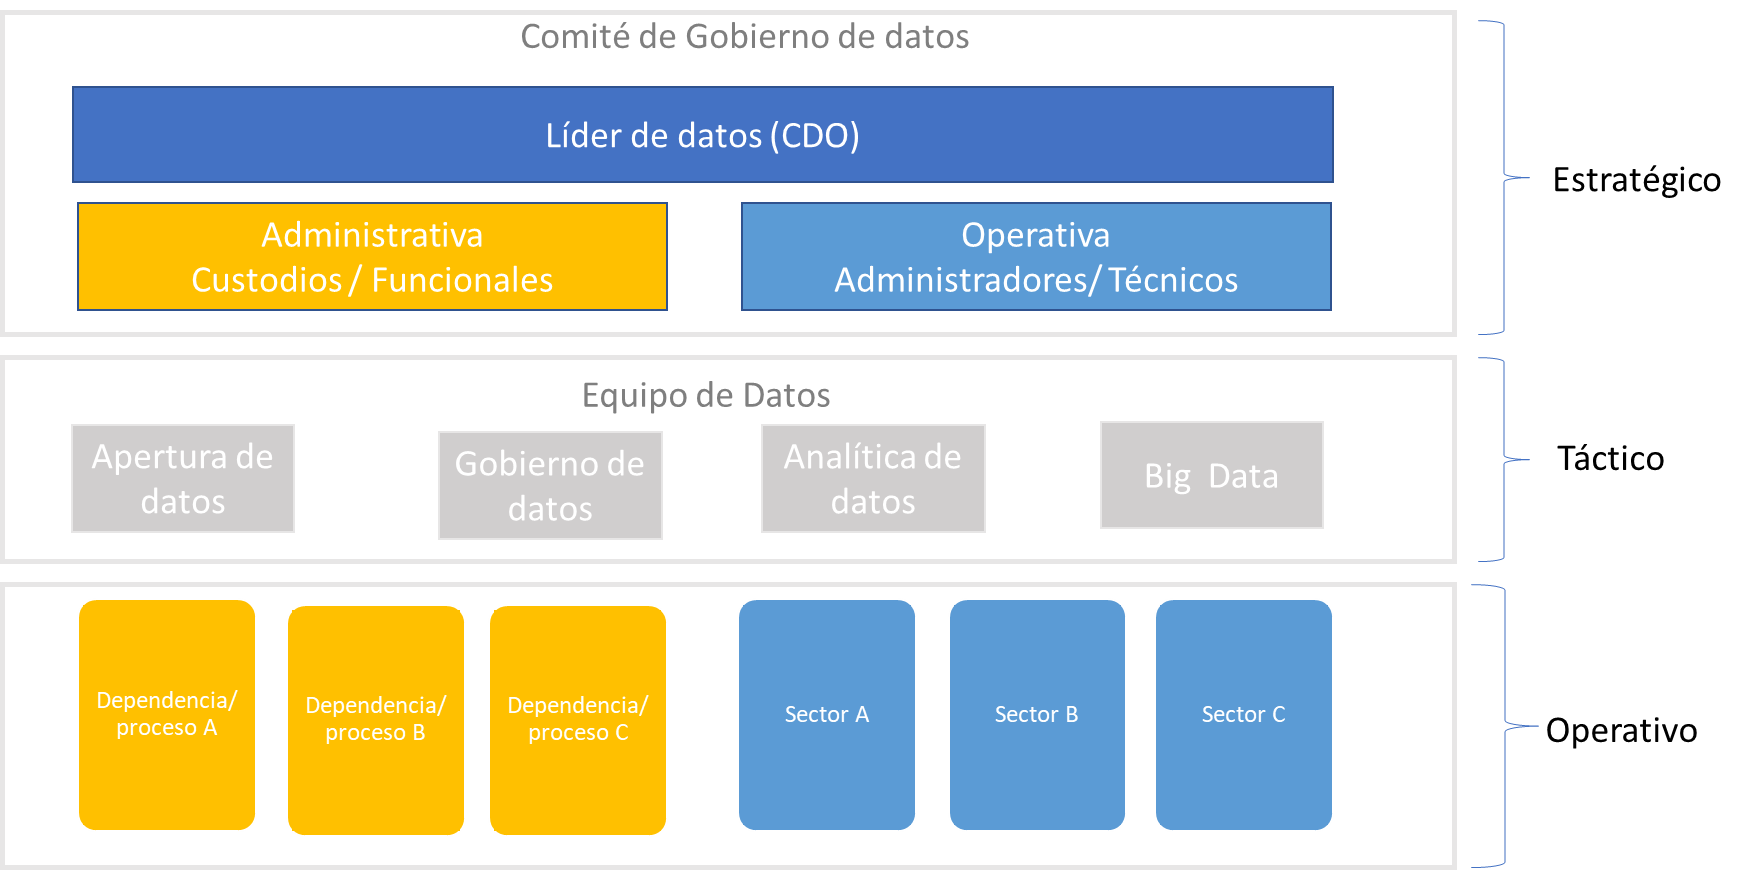 Comité de Gobierno de datos
Líder de datos (CDO)
Administrativa
Custodios / Funcionales
Operativa
Administradores/ Técnicos
Estratégico
Equipo de Datos
Apertura de
datos
Gobierno de
datos
Analítica de
datos
Big  Data
Táctico
Dependencia/
proceso A
Dependencia/
proceso B
Dependencia/
proceso C
Sector A
Sector B
Sector C
Operativo